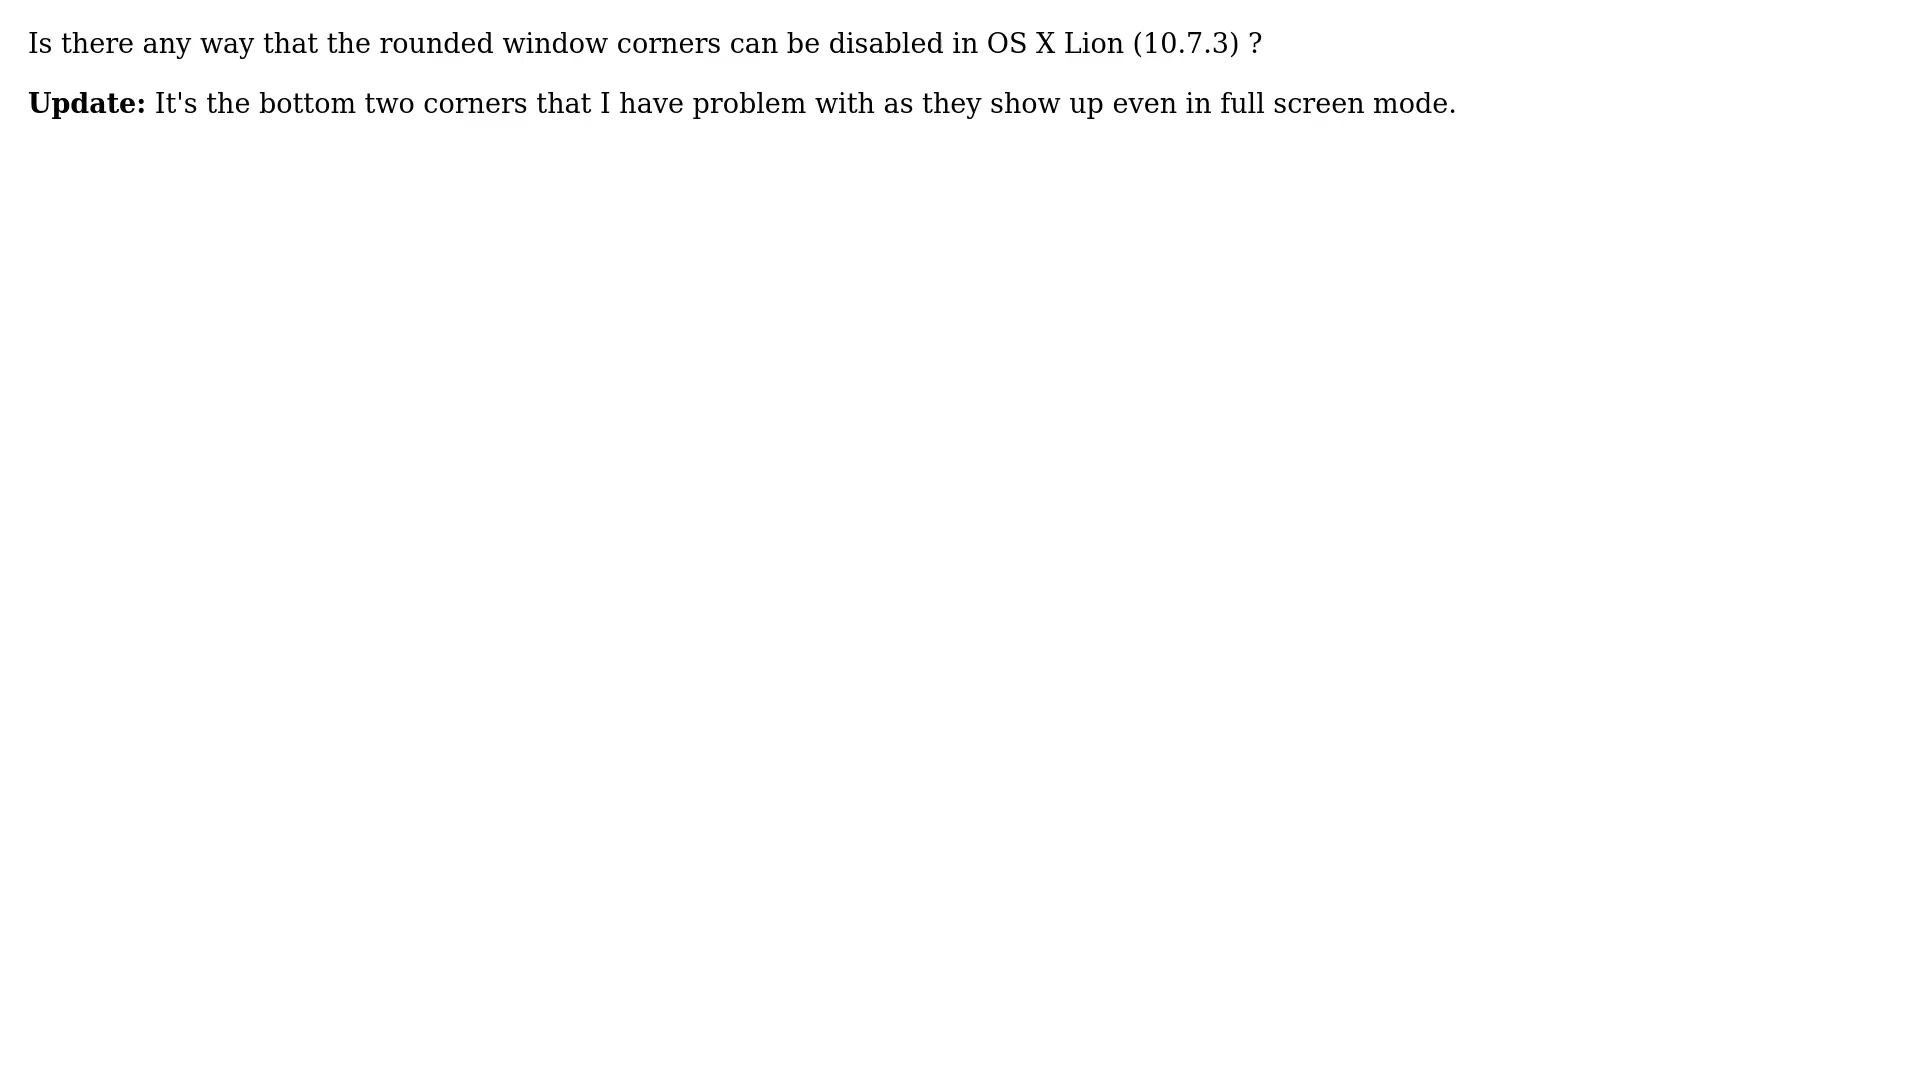 Is there any way that the rounded window corners can be disabled in OS X Lion (10.7.3) ?
Update: It's the bottom two corners that I have problem with as they show up even in full screen mode.